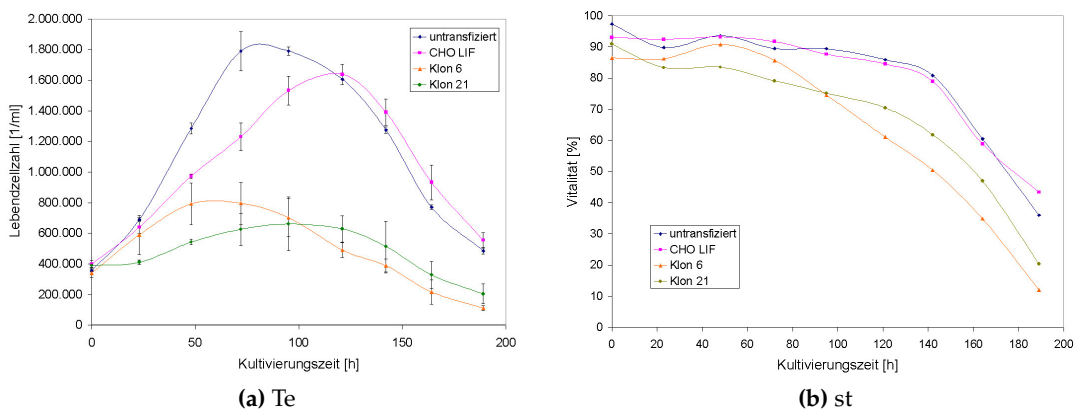 2.000.000
1.800.000
1.600.000
1.400.000
1.200.000
1.000.000
800.000
600.000
400.000
200.000
0
Lebendzellzahl [1/ml]
untransfiziert
CHO LIF
Klon 6
Klon 21
0 50 100 150 200
Kultivierungszeit [h]
(a) Te
100
90
80
70
60
50
40
30
20
10
0
Vitalität [%]
untransfiziert
CHO LIF
Klon 6
Klon 21
0 20 40 60 80 100 120 140 160 180 200
Kultivierungszeit [h]
(b) st